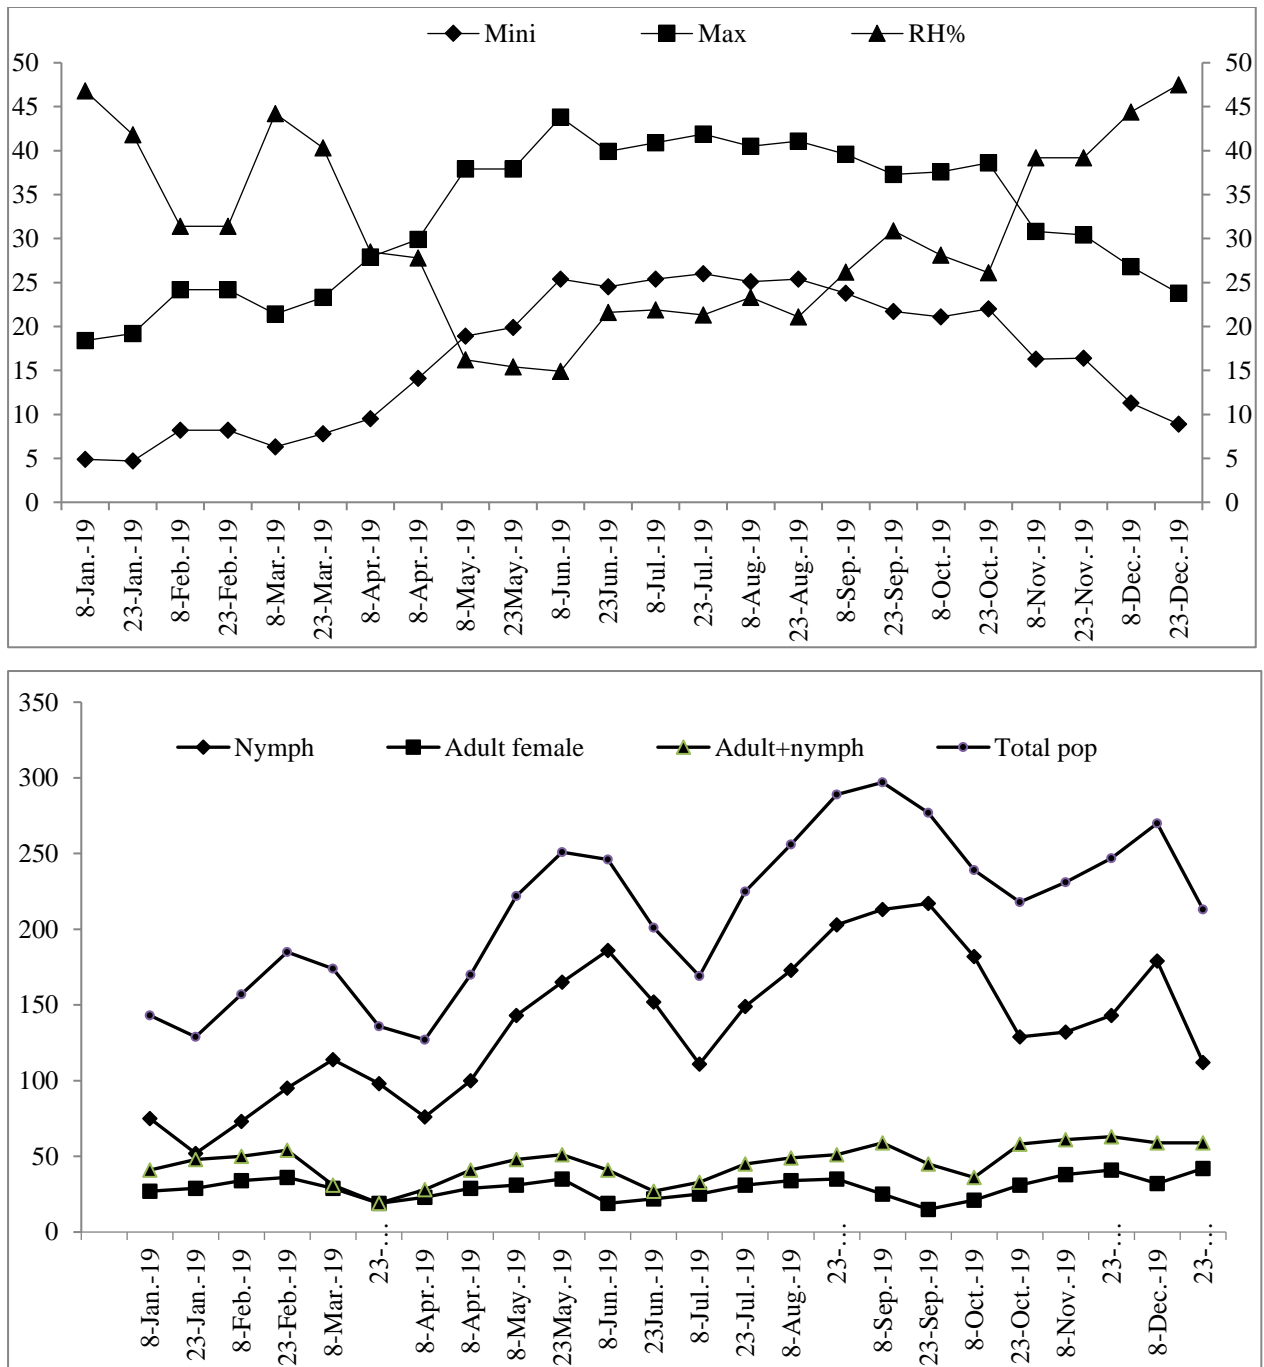 Mini Max RH%
50 50
45 45
40 40
35 35
30 30
25 25
20 20
15 15
10 10
5 5
0 0
8-Jan.-19
23-Jan.-19
8-Feb.-19
23-Feb.-19
8-Mar.-19
23-Mar.-19
8-Apr.-19
8-Apr.-19
8-May.-19
23May.-19
8-Jun.-19
23Jun.-19
8-Jul.-19
23-Jul.-19
8-Aug.-19
23-Aug.-19
8-Sep.-19
23-Sep.-19
8-Oct.-19
23-Oct.-19
8-Nov.-19
23-Nov.-19
8-Dec.-19
23-Dec.-19
350
Nymph Adult female Adult+nymph Total pop
300
250
200
150
100
50
0
8-Jan.-19
23-Jan.-19
8-Feb.-19
23-Feb.-19
8-Mar.-19
23-…
8-Apr.-19
8-Apr.-19
8-May.-19
23May.-19
8-Jun.-19
23Jun.-19
8-Jul.-19
23-Jul.-19
8-Aug.-19
23-…
8-Sep.-19
23-Sep.-19
8-Oct.-19
23-Oct.-19
8-Nov.-19
23-…
8-Dec.-19
23-…